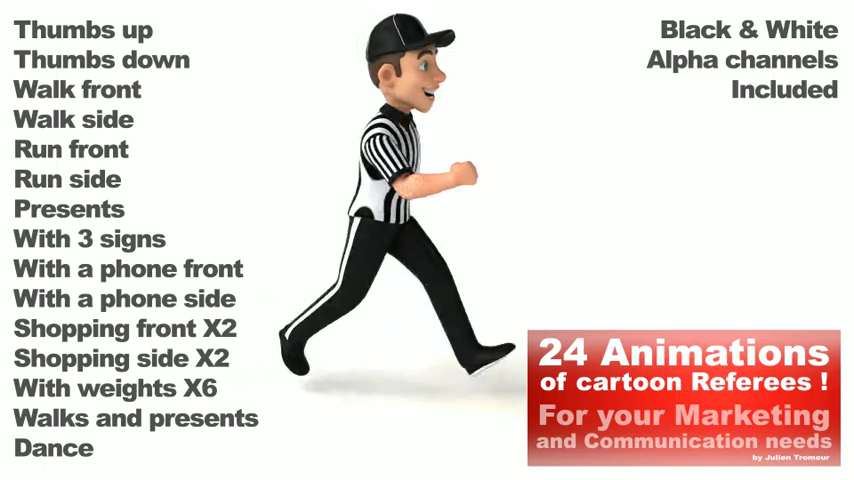 Thumbs up
Thumbs down
Walk front
Walk side
Run front
Run side
Presents
With 3 signs
With a phone front
With a phone side
Shopping front X2
Shopping side X2
With weights X6
Walks and presents
Dance
Black & White
Alpha channels
Included
24 Animations
of cartoon Referees !
For your Marketing
and Communication needs
by Julien Tromeur